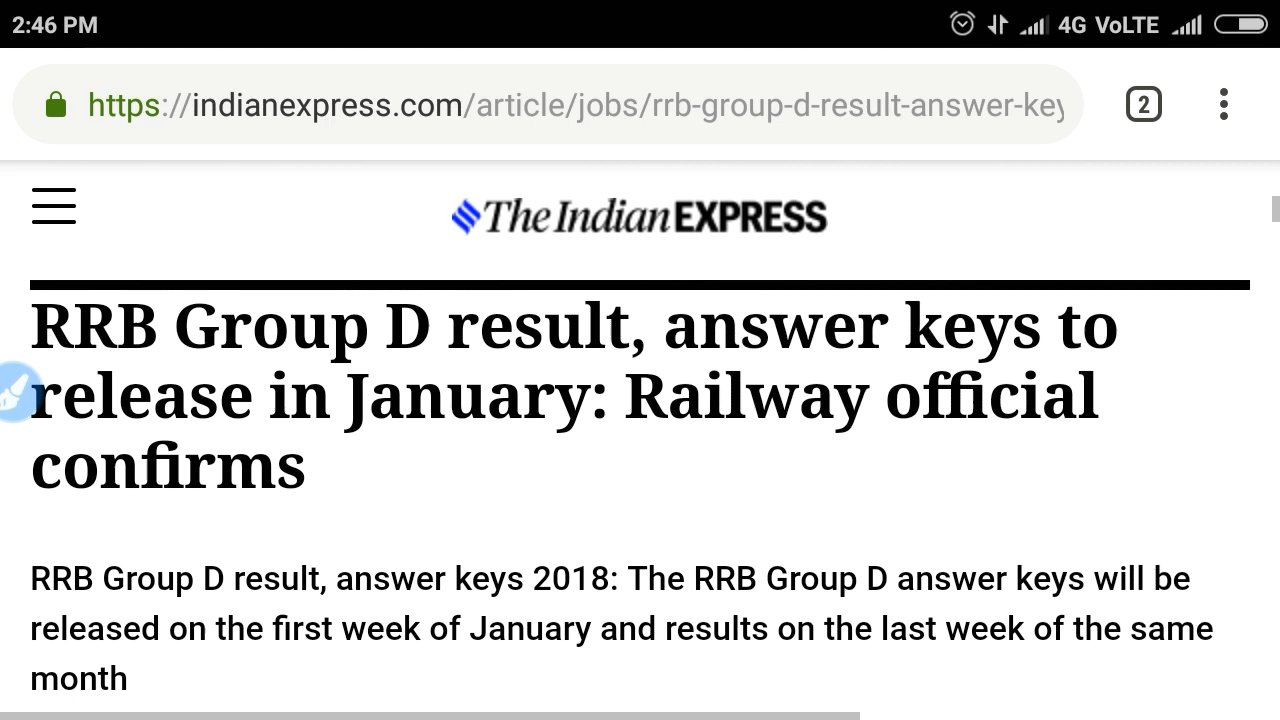 2:46 PM 4G VoLTE
https://indianexpress.com/article/jobs/rrb-group-d-result-answer-key 2
The Indian EXPRESS
RRB Group D result, answer keys to
release in January: Railway official
confirms
RRB Group D result, answer keys 2018: The RRB Group D answer keys will be
released on the first week of January and results on the last week of the same
month